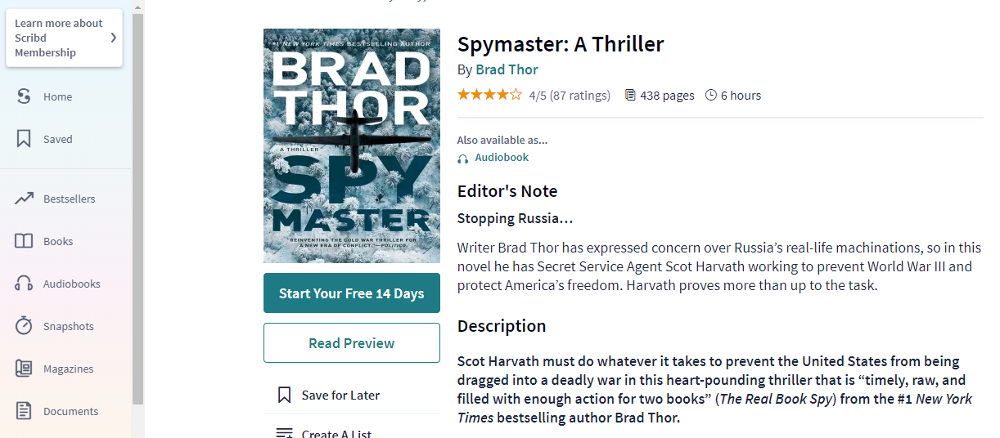 Learn more about
Scribd
Membership
Home
Saved
Bestsellers
Books
Audiobooks
Snapshots
Magazines
Documents
#1 NEW YORK TIMES BESTSELLING AUTHOR
BRAD
THOR
A THRILLER
SPY
MASTER
"REINVENTING THE COLD WAR THRILLER FOR
A NEW ERA OF CONFLICT."—POLITICO
Start Your Free 14 Days
Read Preview
Save for Later
Create A List
Spymaster: A Thriller
By Brad Thor
4/5 (87 ratings) 438 pages 6 hours
Also available as...
Audiobook
Editor's Note
Stopping Russia…
Writer Brad Thor has expressed concern over Russia’s real-life machinations, so in this
novel he has Secret Service Agent Scot Harvath working to prevent World War III and
protect America’s freedom. Harvath proves more than up to the task.
Description
Scot Harvath must do whatever it takes to prevent the United States from being
dragged into a deadly war in this heart-pounding thriller that is “timely, raw, and
filled with enough action for two books” (The Real Book Spy) from the #1 New York
Times bestselling author Brad Thor.